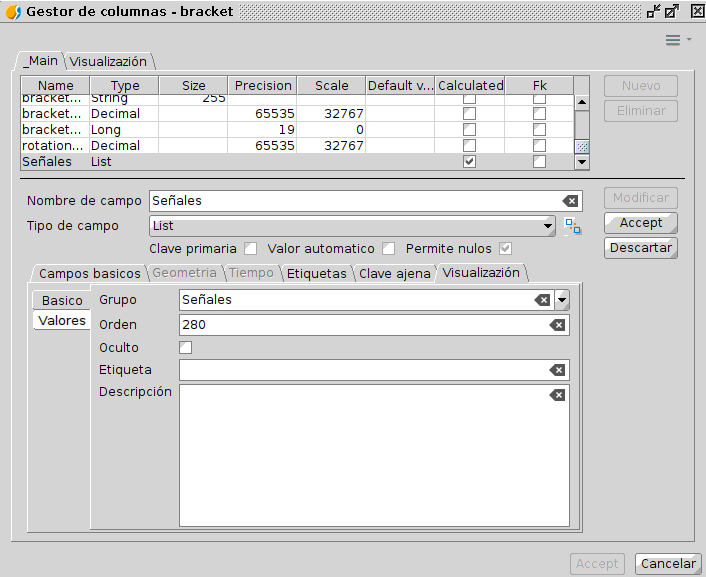 Gestor de columnas - bracket
_Main Visualización
Name Type Size Precision Scale Default v... Calculated Fk
bracket... String 255
bracket... Decimal 65535 32767
bracket... Long 19 0
rotation... Decimal 65535 32767
Señales List
Nuevo
Eliminar
Nombre de campo Señales
Modificar
Tipo de campo List
Accept
Clave primaria Valor automatico Permite nulos
Descartar
Campos basicos Geometria Tiempo Etiquetas Clave ajena Visualización
Basico
Valores
Grupo Señales
Orden 280
Oculto
Etiqueta
Descripción
Accept Cancelar